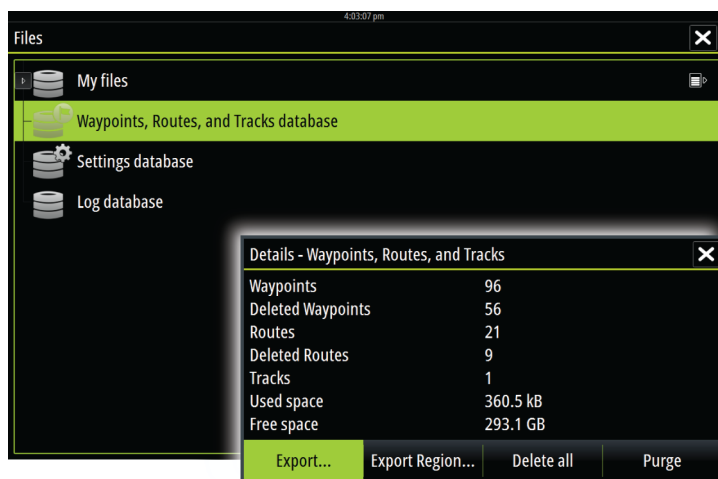 4:03:07 pm
Files
My files
Waypoints, Routes, and Tracks database
Settings database
Log database
Details - Waypoints, Routes, and Tracks
Waypoints 96
Deleted Waypoints 56
Routes 21
Deleted Routes 9
Tracks 1
Used space 360.5 kB
Free space 293.1 GB
Export... Export Region... Delete all Purge